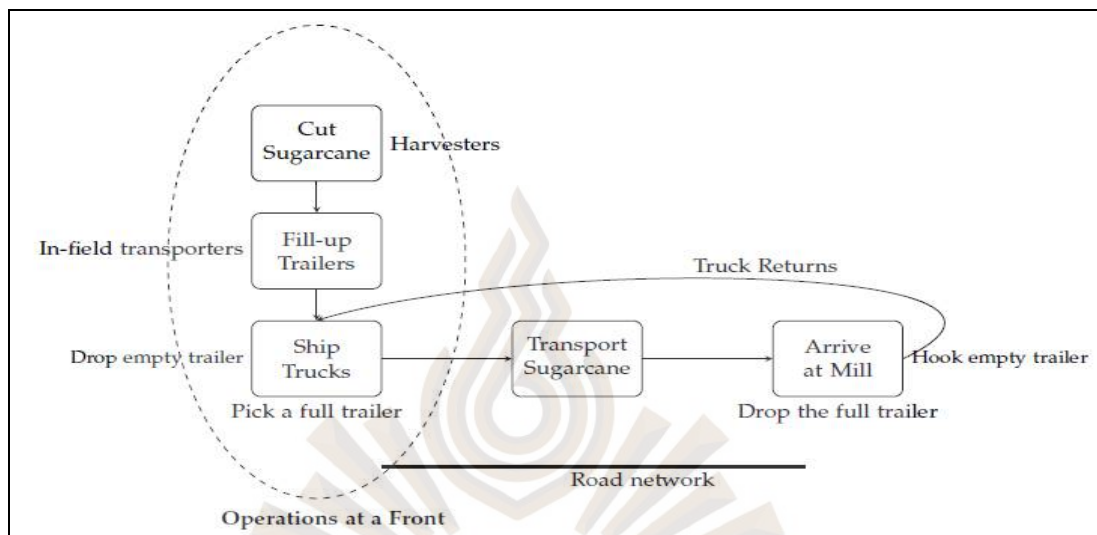 Cut
Sugarcane
Harvesters
In-field transporters
Fill-up
Trailers
Truck Returns
Drop empty trailer
Ship
Trucks
Transport
Sugarcane
Arrive
at Mill
Hook empty trailer
Pick a full trailer
Drop the full trailer
Road network
Operations at a Front